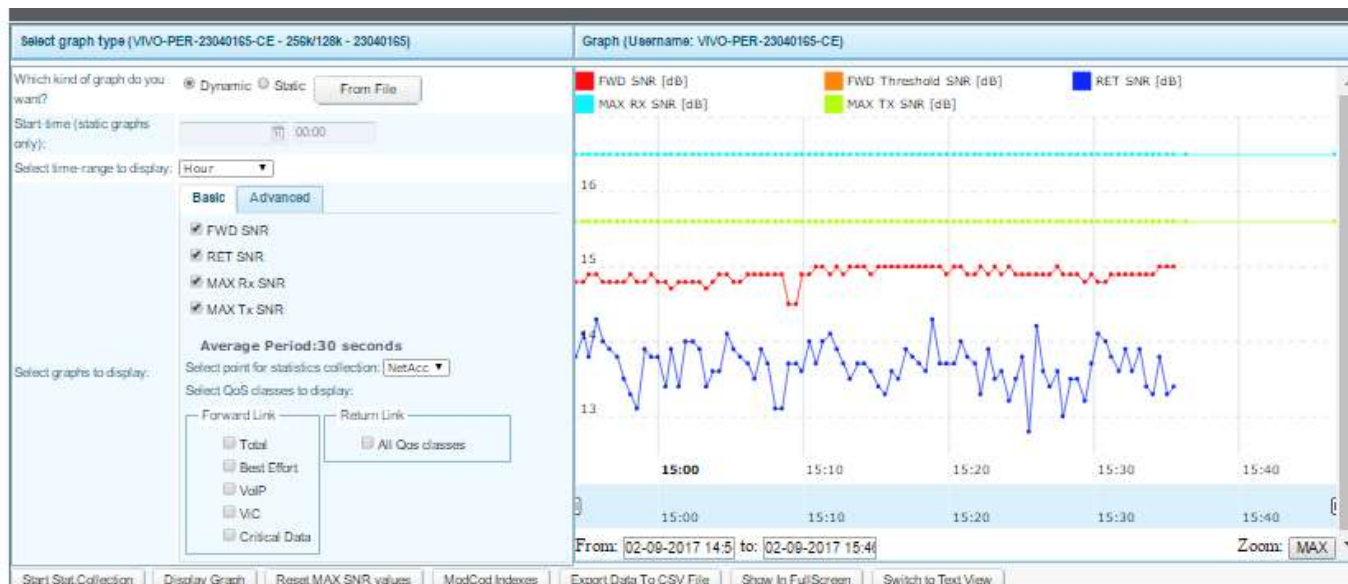 Select graph type (VIVO-PER-23040165-CE - 256k/128k - 23040165)
Which kind of graph do you want?
Dynamic Static From File
Start-time (static graphs only):
00:00
Select time-range to display: Hour
Basic Advanced
FWD SNR
RET SNR
MAX Rx SNR
MAX Tx SNR
Average Period:30 seconds
Select graphs to display:
Select point for statistics collection: NetAcc
Select QoS classes to display:
Forward Link
Total
Best Effort
VoIP
ViC
Critical Data
Return Link
All Qos classes
Graph (Username: VIVO-PER-23040165-CE)
FWD SNR [dB] FWD Threshold SNR [dB] RET SNR [dB]
MAX RX SNR [dB] MAX TX SNR [dB]
16
15
14
13
15:00 15:10 15:20 15:30 15:40
15:00 15:10 15:20 15:30 15:40
From: 02-09-2017 14:5 to: 02-09-2017 15:46 Zoom: MAX
Start Stat.Collection Display Graph Reset MAX SNR values ModCod Indexes Export Data To CSV File Show In FullScreen Switch to Text View